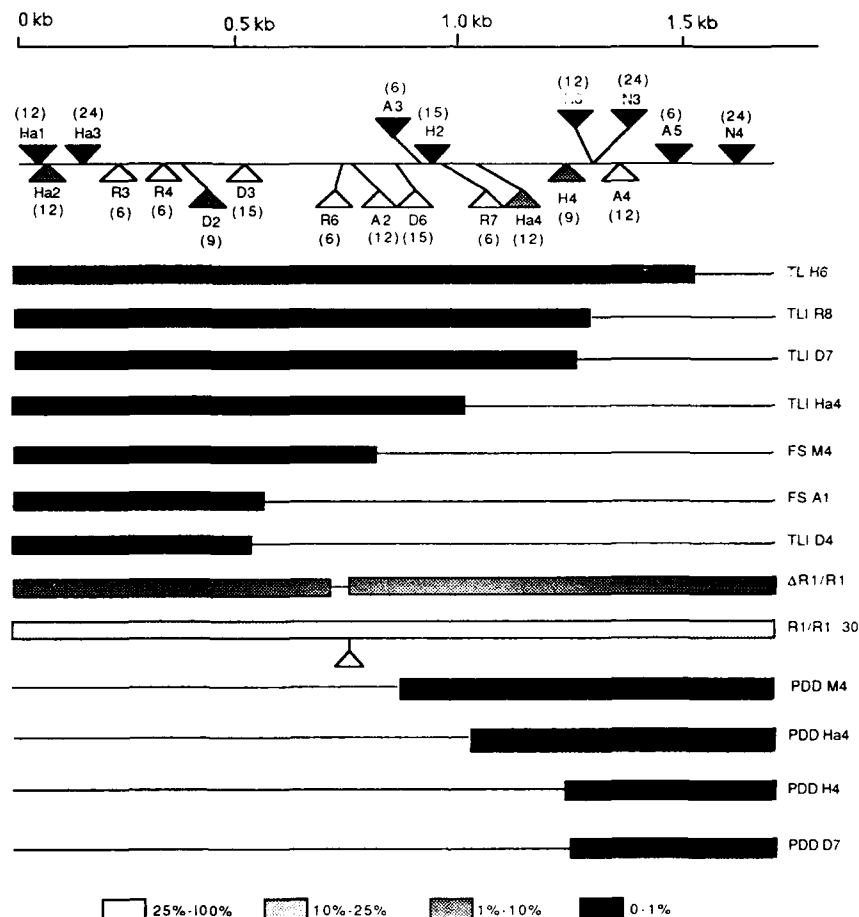 0 kb 0.5 kb 1.0 kb 1.5 kb
(12) (24) (6) (15) (12) (24) (6) (24)
Ha1 Ha3 A3 H2 N3 A5 N4
Ha2 R3 R4 D2 D3 R6 A2 D6 R7 Ha4 H4 A4
(12) (6) (6) (9) (15) (6) (12) (15) (6) (12) (9) (12)
TL H6
TLI R8
TLI D7
TLI Ha4
FS M4
FS A1
TLI D4
ΔR1/R1
R1/R1 30
PDD M4
PDD Ha4
PDD H4
PDD D7
25%-100% 10%-25% 1%-10% 0-1%